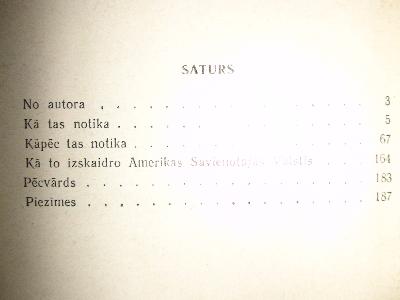 SATURS
No autora . . . . . . . . . . . . . . . . 3
Kā tas notika . . . . . . . . . . . . . . . 5
Kāpēc tas notika . . . . . . . . . . . . . . 67
Kā to izskaidro Amerikas Savienotajās Valstīs . . . 164
Pēcvārds . . . . . . . . . . . . . . . . . 183
Piezīmes . . . . . . . . . . . . . . . . . 187